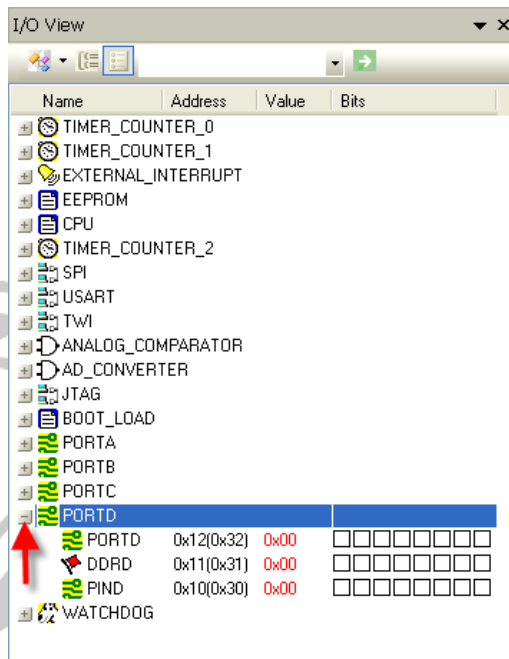 I/O View
Name Address Value Bits
TIMER_COUNTER_0
TIMER_COUNTER_1
EXTERNAL_INTERRUPT
EEPROM
CPU
TIMER_COUNTER_2
SPI
USART
TWI
ANALOG_COMPARATOR
AD_CONVERTER
JTAG
BOOT_LOAD
PORTA
PORTB
PORTC
PORTD
PORTD 0x12(0x32) 0x00
DDRD 0x11(0x31) 0x00
PIND 0x10(0x30) 0x00
WATCHDOG